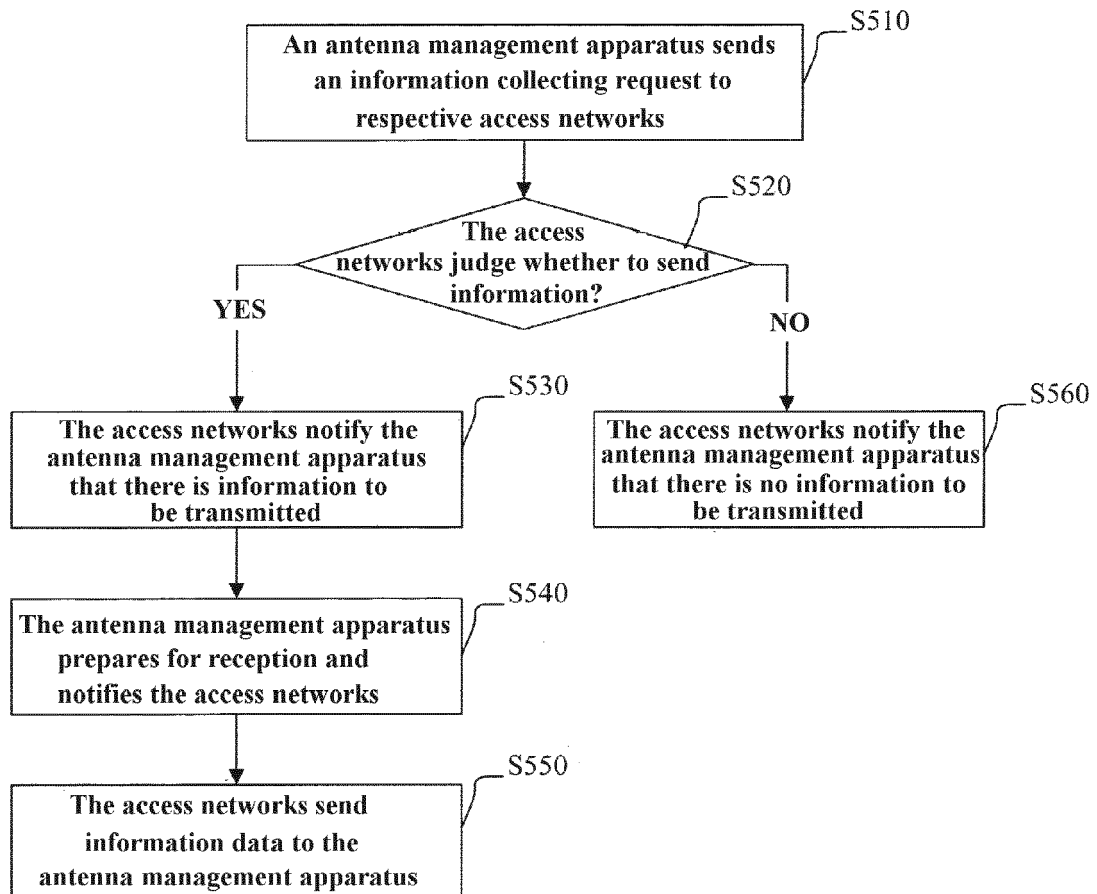 S510
An antenna management apparatus sends
an information collecting request to
respective access networks
S520
The access
networks judge whether to send
information?
YES
NO
S530
The access networks notify the
antenna management apparatus
that there is information to
be transmitted
S560
The access networks notify the
antenna management apparatus
that there is no information to
be transmitted
S540
The antenna management apparatus
prepares for reception and
notifies the access networks
S550
The access networks send
information data to the
antenna management apparatus